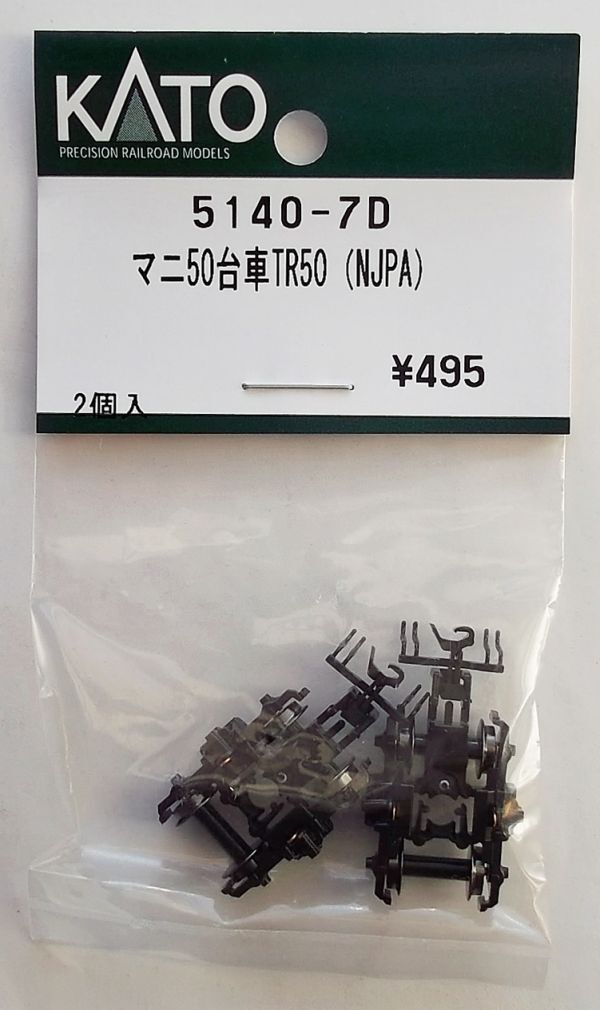 KATO
PRECISION RAILROAD MODELS
5140-7D
マニ50台車TR50 (NJPA)
¥495
2個入